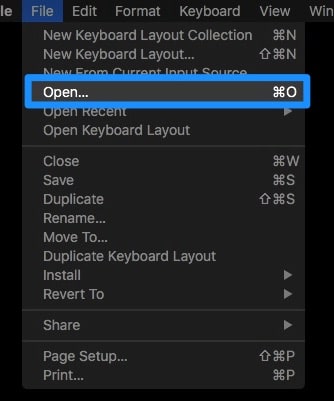 le File Edit Format Keyboard View Win
New Keyboard Layout Collection ⌘N
New Keyboard Layout... ⇧⌘N
New From Current Input Source
Open... ⌘O
Open Recent ▶
Open Keyboard Layout
Close ⌘W
Save ⌘S
Duplicate ⇧⌘S
Rename...
Move To...
Duplicate Keyboard Layout
Install ▶
Revert To ▶
Share ▶
Page Setup... ⇧⌘P
Print... ⌘P